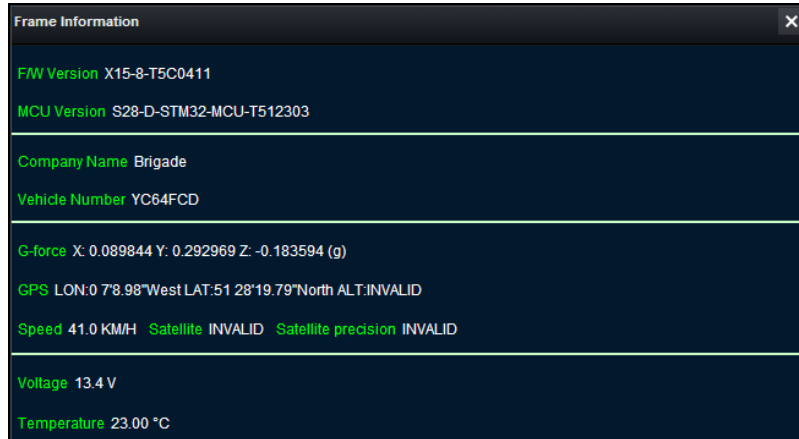 Frame Information
F/W Version X15-8-T5C0411
MCU Version S28-D-STM32-MCU-T512303
Company Name Brigade
Vehicle Number YC64FCD
G-force X: 0.089844 Y: 0.292969 Z: -0.183594 (g)
GPS LON:0 7'8.98"West LAT:51 28'19.79"North ALT:INVALID
Speed 41.0 KM/H Satellite INVALID Satellite precision INVALID
Voltage 13.4 V
Temperature 23.00 °C